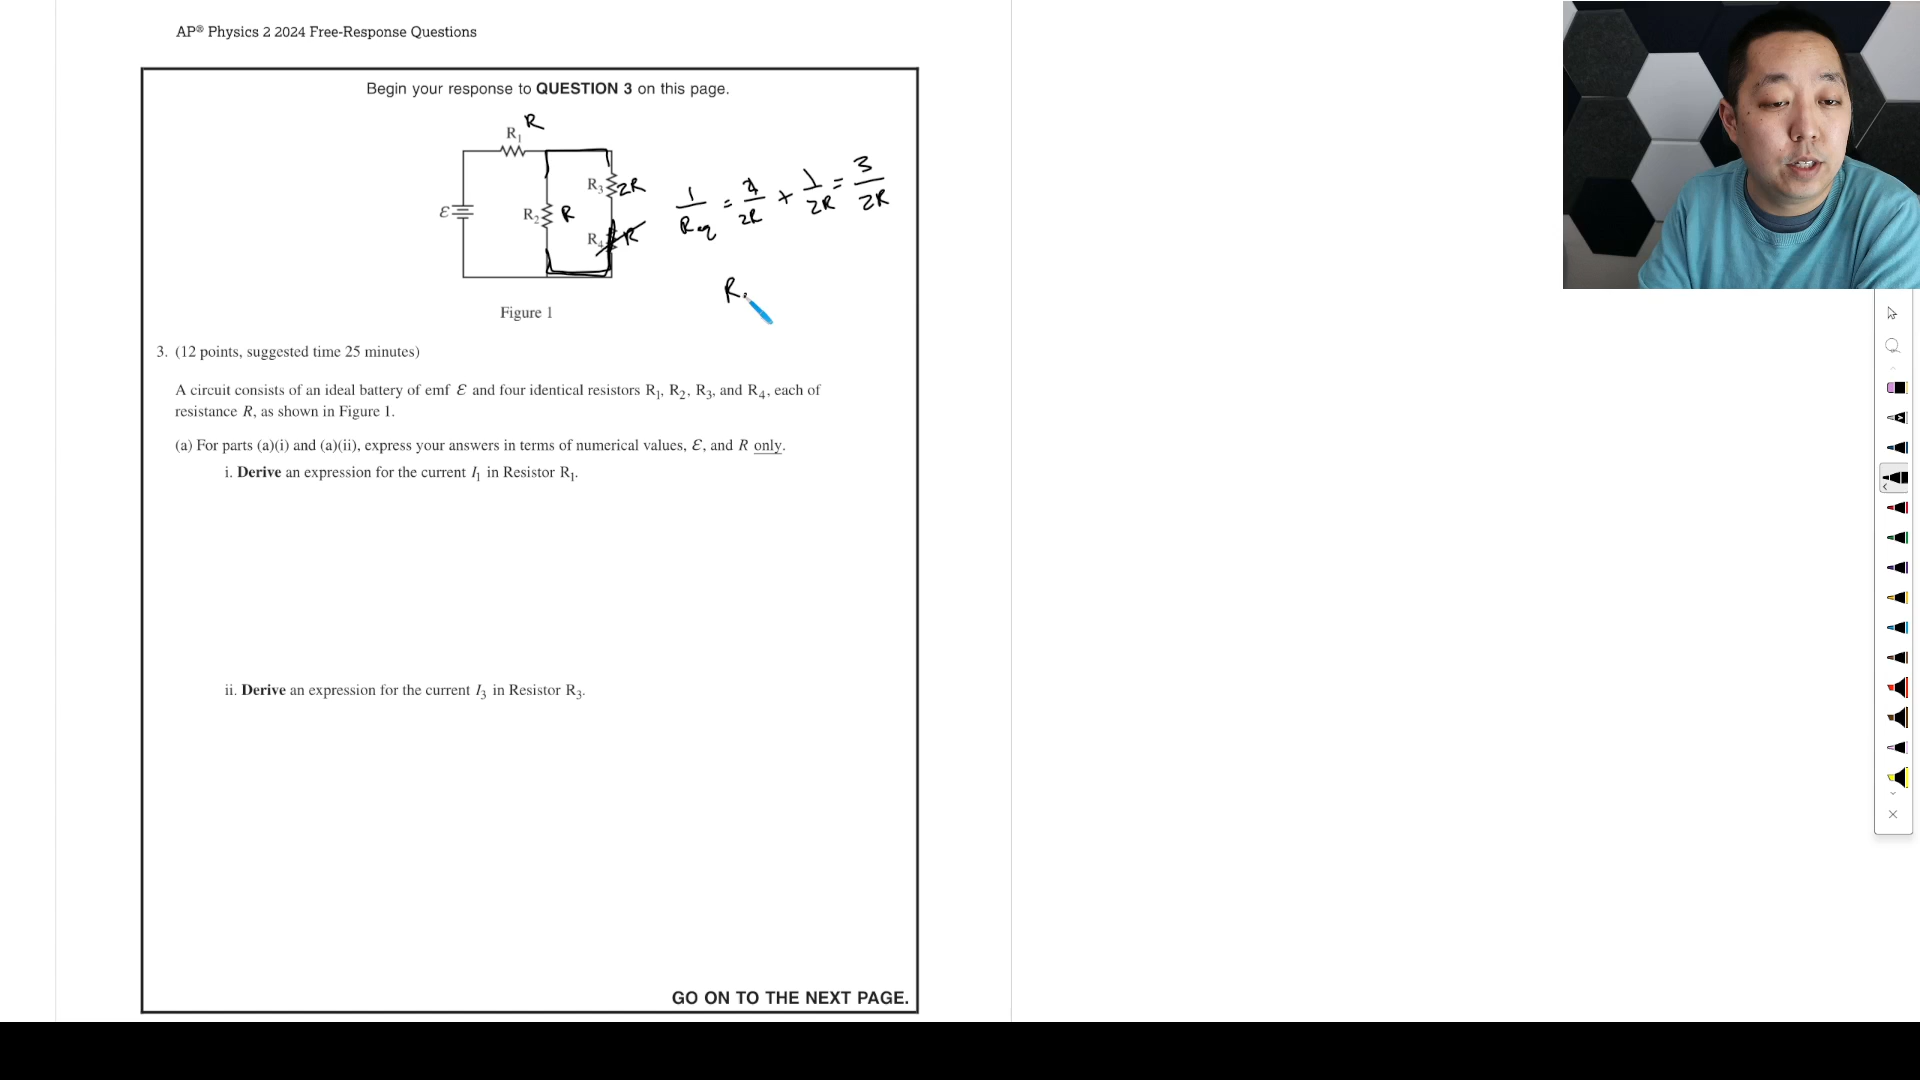 AP® Physics 2 2024 Free-Response Questions
Begin your response to QUESTION 3 on this page.
R₁ R
R₃ 2R
ℰ R₂ R
R₄ R
1/Req = 2/2R + 1/2R = 3/2R
R
Figure 1
3. (12 points, suggested time 25 minutes)
A circuit consists of an ideal battery of emf ℰ and four identical resistors R₁, R₂, R₃, and R₄, each of
resistance R, as shown in Figure 1.
(a) For parts (a)(i) and (a)(ii), express your answers in terms of numerical values, ℰ, and R only.
i. Derive an expression for the current I₁ in Resistor R₁.
ii. Derive an expression for the current I₃ in Resistor R₃.
GO ON TO THE NEXT PAGE.